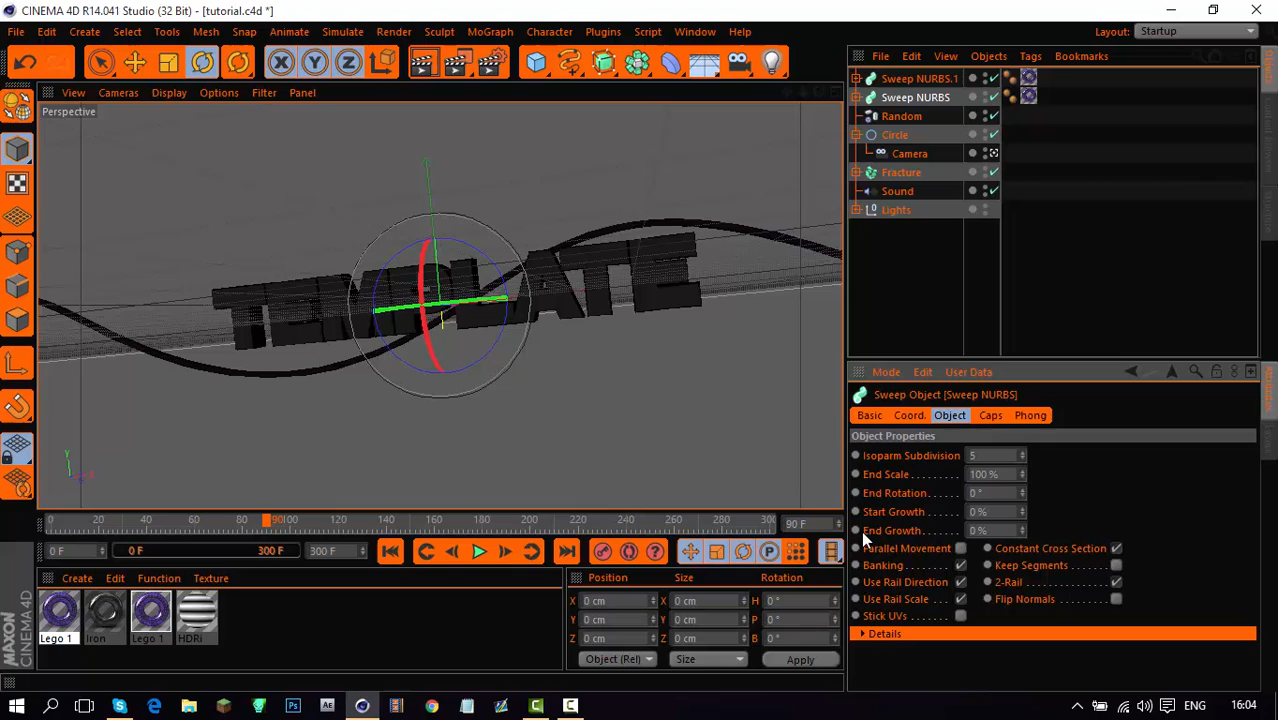 CINEMA 4D R14.041 Studio (32 Bit) - [tutorial.c4d *]
File Edit Create Select Tools Mesh Snap Animate Simulate Render Sculpt MoGraph Character Plugins Script Window Help Layout: Startup
File Edit View Objects Tags Bookmarks
View Cameras Display Options Filter Panel
Perspective
Sweep NURBS.1
Sweep NURBS
Random
Circle
Camera
Fracture
Sound
Lights
Mode Edit User Data
Sweep Object [Sweep NURBS]
Basic Coord. Object Caps Phong
Object Properties
Isoparm Subdivision 5
End Scale 100 %
End Rotation 0 °
Start Growth 0 %
End Growth 0 %
Parallel Movement Constant Cross Section
Banking Keep Segments
Use Rail Direction 2-Rail
Use Rail Scale Flip Normals
Stick UVs
Details
0 20 40 60 80 90 100 120 140 160 180 200 220 240 260 280 300 90 F
0 F 0 F 300 F 300 F
Create Edit Function Texture
Lego 1 Iron Lego 1 HDRi
Position Size Rotation
X 0 cm X 0 cm H 0 °
Y 0 cm Y 0 cm P 0 °
Z 0 cm Z 0 cm B 0 °
Object (Rel) Size Apply
MAXON CINEMA 4D
ENG 16:04